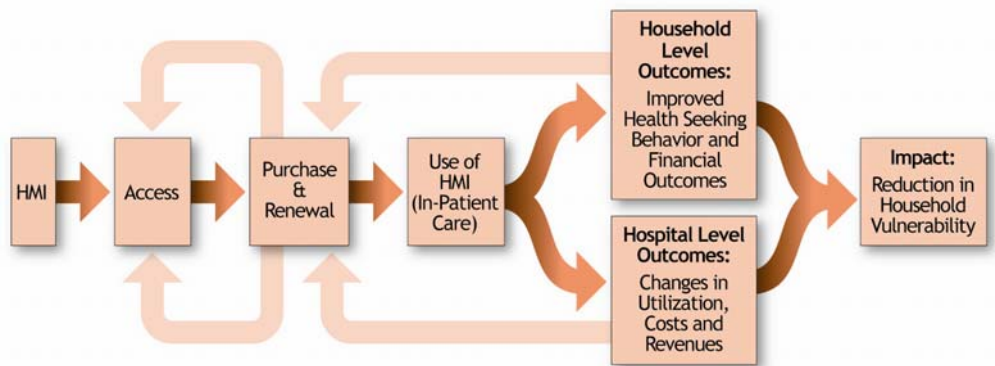 HMI
Access
Purchase
&
Renewal
Use of
HMI
(In-Patient
Care)
Household
Level
Outcomes:
Improved
Health Seeking
Behavior and
Financial
Outcomes
Hospital Level
Outcomes:
Changes in
Utilization,
Costs and
Revenues
Impact:
Reduction in
Household
Vulnerability